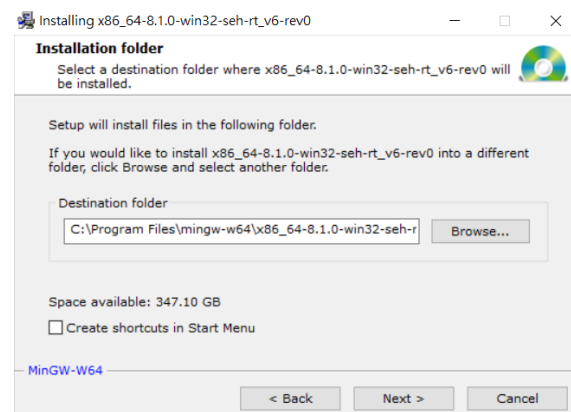 Installing x86_64-8.1.0-win32-seh-rt_v6-rev0
Installation folder
Select a destination folder where x86_64-8.1.0-win32-seh-rt_v6-rev0 will
be installed.
Setup will install files in the following folder.
If you would like to install x86_64-8.1.0-win32-seh-rt_v6-rev0 into a different
folder, click Browse and select another folder.
Destination folder
C:\Program Files\mingw-w64\x86_64-8.1.0-win32-seh-r
Browse...
Space available: 347.10 GB
Create shortcuts in Start Menu
MinGW-W64
< Back
Next >
Cancel